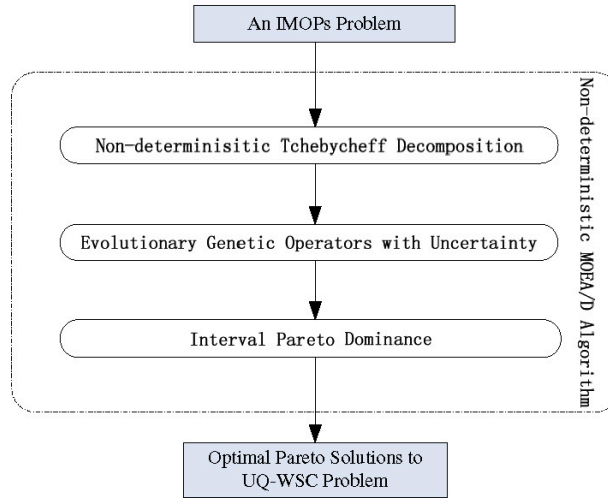 An IMOPs Problem
Non-determinisitic Tchebycheff Decomposition
Evolutionary Genetic Operators with Uncertainty
Interval Pareto Dominance
Non-deterministic MOEA/D Algorithm
Optimal Pareto Solutions to
UQ-WSC Problem